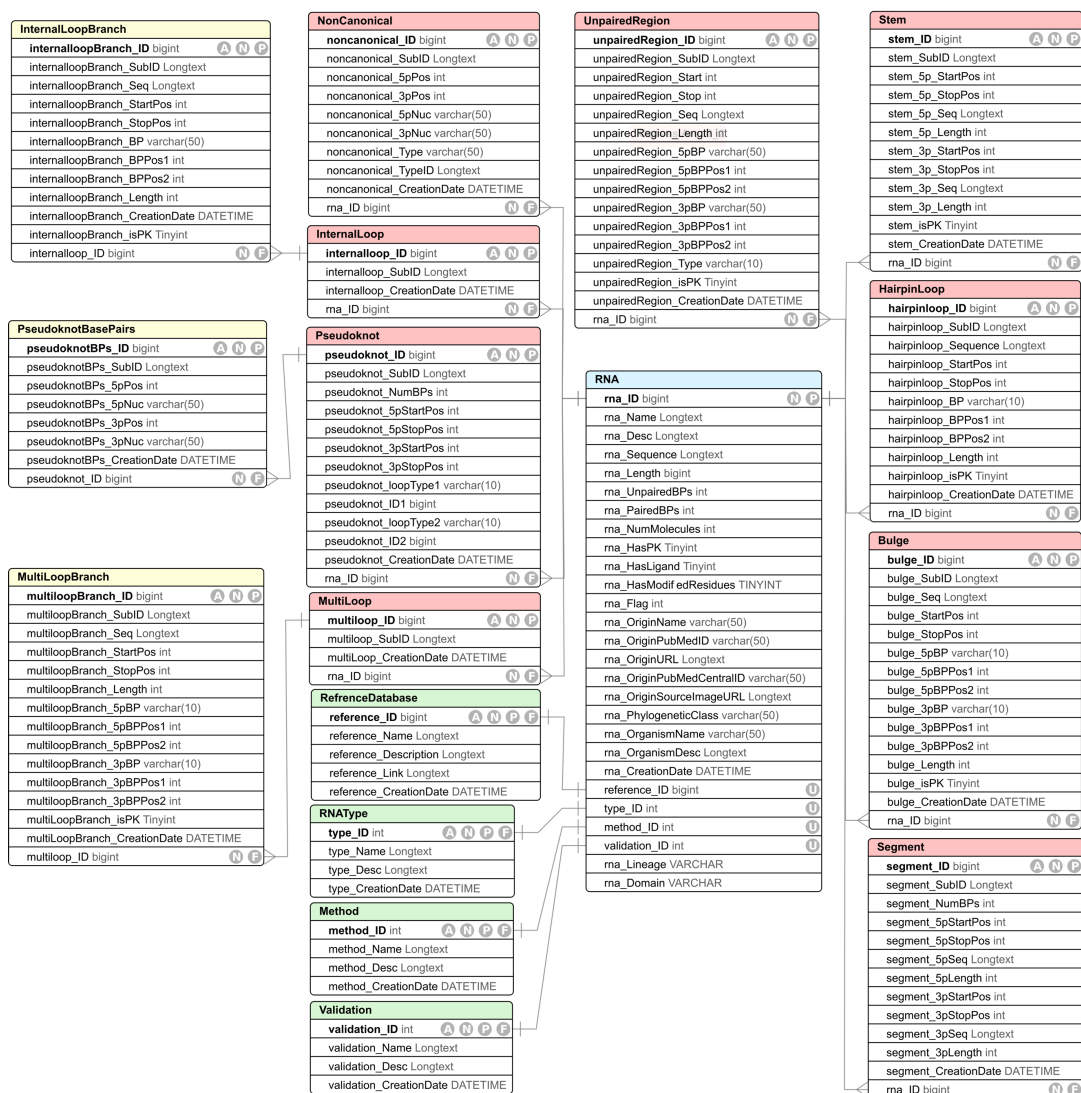 InternalLoopBranch
internalloopBranch_ID bigint A N P
internalloopBranch_SubID Longtext
internalloopBranch_Seq Longtext
internalloopBranch_StartPos int
internalloopBranch_StopPos int
internalloopBranch_BP varchar(50)
internalloopBranch_BPPos1 int
internalloopBranch_BPPos2 int
internalloopBranch_Length int
internalloopBranch_CreationDate DATETIME
internalloopBranch_isPK Tinyint
internalloop_ID bigint N F
PseudoknotBasePairs
pseudoknotBPs_ID bigint A N P
pseudoknotBPs_SubID Longtext
pseudoknotBPs_5pPos int
pseudoknotBPs_5pNuc varchar(50)
pseudoknotBPs_3pPos int
pseudoknotBPs_3pNuc varchar(50)
pseudoknotBPs_CreationDate DATETIME
pseudoknot_ID bigint N F
MultiLoopBranch
multiloopBranch_ID bigint A N P
multiloopBranch_SubID Longtext
multiloopBranch_Seq Longtext
multiloopBranch_StartPos int
multiloopBranch_StopPos int
multiloopBranch_Length int
multiloopBranch_5pBP varchar(10)
multiloopBranch_5pBPPos1 int
multiloopBranch_5pBPPos2 int
multiloopBranch_3pBP varchar(10)
multiloopBranch_3pBPPos1 int
multiloopBranch_3pBPPos2 int
multiLoopBranch_isPK Tinyint
multiLoopBranch_CreationDate DATETIME
multiloop_ID bigint N F
NonCanonical
noncanonical_ID bigint A N P
noncanonical_SubID Longtext
noncanonical_5pPos int
noncanonical_3pPos int
noncanonical_5pNuc varchar(50)
noncanonical_3pNuc varchar(50)
noncanonical_Type varchar(50)
noncanonical_TypeID Longtext
noncanonical_CreationDate DATETIME
rna_ID bigint N F
InternalLoop
internalloop_ID bigint A N P
internalloop_SubID Longtext
internalloop_CreationDate DATETIME
rna_ID bigint N F
Pseudoknot
pseudoknot_ID bigint A N P
pseudoknot_SubID Longtext
pseudoknot_NumBPs int
pseudoknot_5pStartPos int
pseudoknot_5pStopPos int
pseudoknot_3pStartPos int
pseudoknot_3pStopPos int
pseudoknot_loopType1 varchar(10)
pseudoknot_ID1 bigint
pseudoknot_loopType2 varchar(10)
pseudoknot_ID2 bigint
pseudoknot_CreationDate DATETIME
rna_ID bigint N F
MultiLoop
multiloop_ID bigint A N P
multiloop_SubID Longtext
multiLoop_CreationDate DATETIME
rna_ID bigint N F
RefrenceDatabase
reference_ID bigint A N P F
reference_Name Longtext
reference_Description Longtext
reference_Link Longtext
reference_CreationDate DATETIME
RNAType
type_ID int A N P F
type_Name Longtext
type_Desc Longtext
type_CreationDate DATETIME
Method
method_ID int A N P F
method_Name Longtext
method_Desc Longtext
method_CreationDate DATETIME
Validation
validation_ID int A N P F
validation_Name Longtext
validation_Desc Longtext
validation_CreationDate DATETIME
UnpairedRegion
unpairedRegion_ID bigint A N P
unpairedRegion_SubID Longtext
unpairedRegion_Start int
unpairedRegion_Stop int
unpairedRegion_Seq Longtext
unpairedRegion_Length int
unpairedRegion_5pBP varchar(50)
unpairedRegion_5pBPPos1 int
unpairedRegion_5pBPPos2 int
unpairedRegion_3pBP varchar(50)
unpairedRegion_3pBPPos1 int
unpairedRegion_3pBPPos2 int
unpairedRegion_Type varchar(10)
unpairedRegion_isPK Tinyint
unpairedRegion_CreationDate DATETIME
rna_ID bigint N F
RNA
rna_ID bigint N P
rna_Name Longtext
rna_Desc Longtext
rna_Sequence Longtext
rna_Length bigint
rna_UnpairedBPs int
rna_PairedBPs int
rna_NumMolecules int
rna_HasPK Tinyint
rna_HasLigand Tinyint
rna_HasModif edResidues TINYINT
rna_Flag int
rna_OriginName varchar(50)
rna_OriginPubMedID varchar(50)
rna_OriginURL Longtext
rna_OriginPubMedCentralID varchar(50)
rna_OriginSourceImageURL Longtext
rna_PhylogeneticClass varchar(50)
rna_OrganismName varchar(50)
rna_OrganismDesc Longtext
rna_CreationDate DATETIME
reference_ID bigint U
type_ID int U
method_ID int U
validation_ID int U
rna_Lineage VARCHAR
rna_Domain VARCHAR
Stem
stem_ID bigint A N P
stem_SubID Longtext
stem_5p_StartPos int
stem_5p_StopPos int
stem_5p_Seq Longtext
stem_5p_Length int
stem_3p_StartPos int
stem_3p_StopPos int
stem_3p_Seq Longtext
stem_3p_Length int
stem_isPK Tinyint
stem_CreationDate DATETIME
rna_ID bigint N F
HairpinLoop
hairpinloop_ID bigint A N P
hairpinloop_SubID Longtext
hairpinloop_Sequence Longtext
hairpinloop_StartPos int
hairpinloop_StopPos int
hairpinloop_BP varchar(10)
hairpinloop_BPPos1 int
hairpinloop_BPPos2 int
hairpinloop_Length int
hairpinloop_isPK Tinyint
hairpinloop_CreationDate DATETIME
rna_ID bigint N F
Bulge
bulge_ID bigint A N P
bulge_SubID Longtext
bulge_Seq Longtext
bulge_StartPos int
bulge_StopPos int
bulge_5pBP varchar(10)
bulge_5pBPPos1 int
bulge_5pBPPos2 int
bulge_3pBP varchar(10)
bulge_3pBPPos1 int
bulge_3pBPPos2 int
bulge_Length int
bulge_isPK Tinyint
bulge_CreationDate DATETIME
rna_ID bigint N F
Segment
segment_ID bigint A N P
segment_SubID Longtext
segment_NumBPs int
segment_5pStartPos int
segment_5pStopPos int
segment_5pSeq Longtext
segment_5pLength int
segment_3pStartPos int
segment_3pStopPos int
segment_3pSeq Longtext
segment_3pLength int
segment_CreationDate DATETIME
rna_ID bigint N F